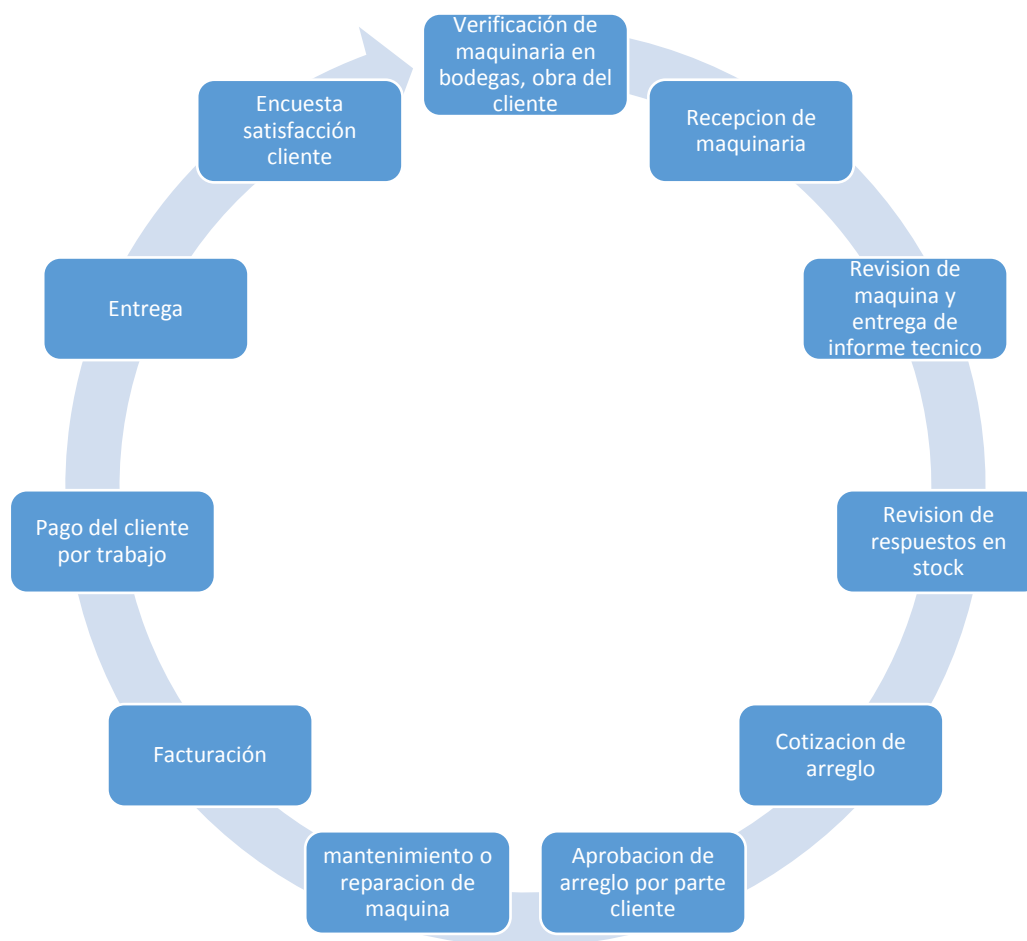 Verificación de
maquinaria en
bodegas, obra del
cliente
Recepcion de
maquinaria
Revision de
maquina y
entrega de
informe tecnico
Revision de
respuestos en
stock
Cotizacion de
arreglo
Aprobacion de
arreglo por parte
cliente
mantenimiento o
reparacion de
maquina
Facturación
Pago del cliente
por trabajo
Entrega
Encuesta
satisfacción
cliente